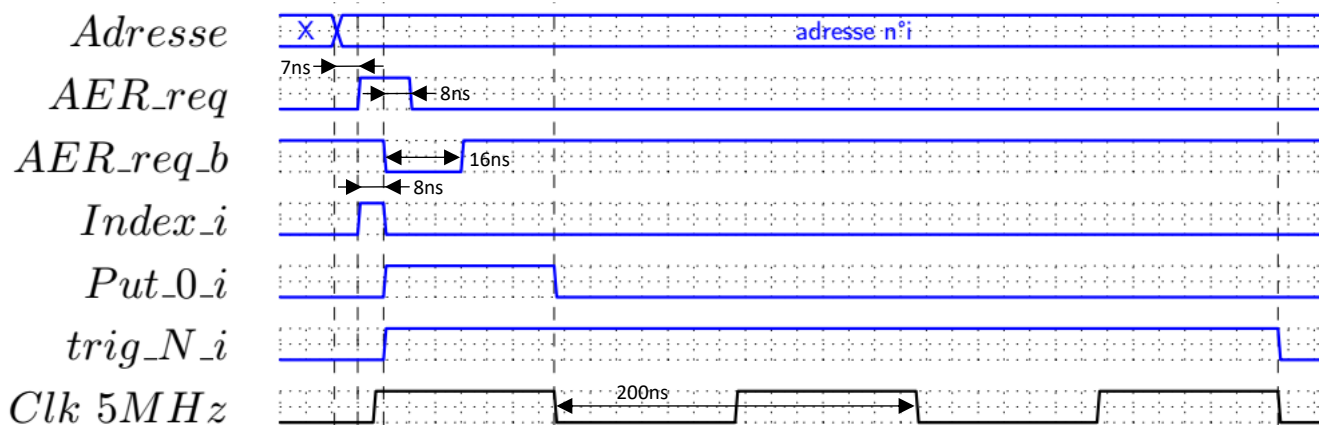 Adresse X adresse n°i
7ns
AER_req 8ns
AER_req_b 16ns
8ns
Index_i
Put_0_i
trig_N_i
Clk 5MHz 200ns